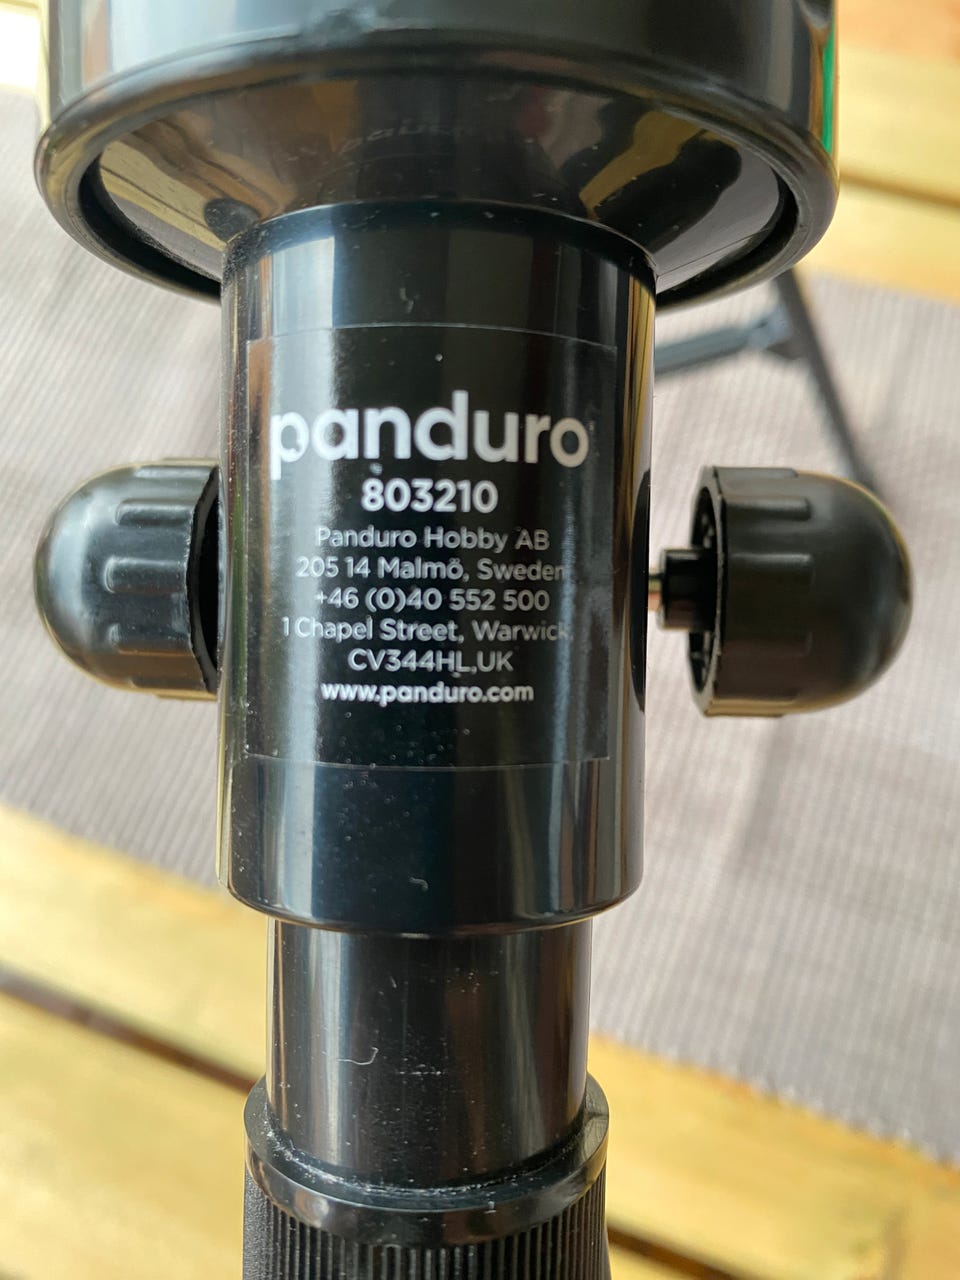 panduro
803210
Panduro Hobby AB
205 14 Malmö, Sweden
+46 (0)40 552 500
1 Chapel Street, Warwick,
CV344HL,UK
www.panduro.com